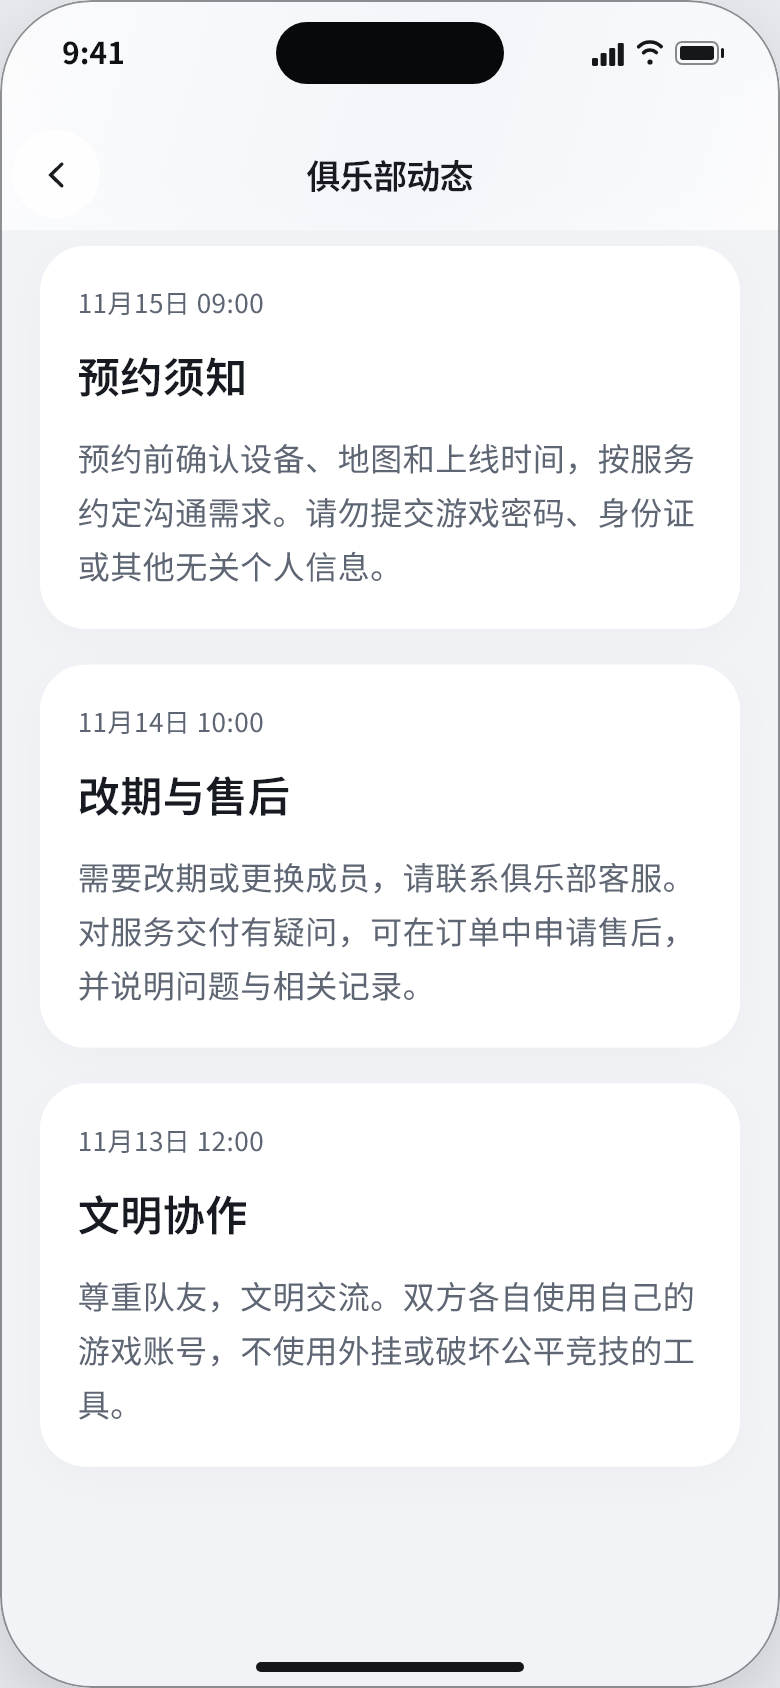 9:41
俱乐部动态
11月15日 09:00
预约须知
预约前确认设备、地图和上线时间，按服务
约定沟通需求。请勿提交游戏密码、身份证
或其他无关个人信息。
11月14日 10:00
改期与售后
需要改期或更换成员，请联系俱乐部客服。
对服务交付有疑问，可在订单中申请售后，
并说明问题与相关记录。
11月13日 12:00
文明协作
尊重队友，文明交流。双方各自使用自己的
游戏账号，不使用外挂或破坏公平竞技的工
具。